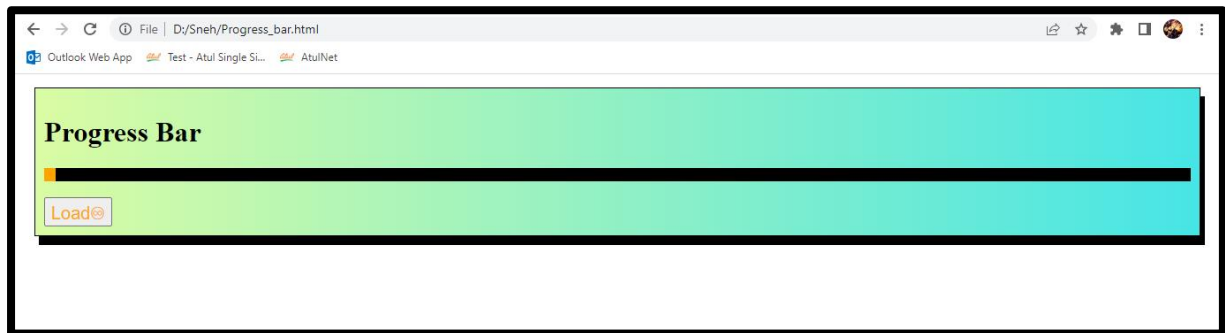 File | D:/Sneh/Progress_bar.html
Outlook Web App Test - Atul Single Si... AtulNet
Progress Bar
Load♾